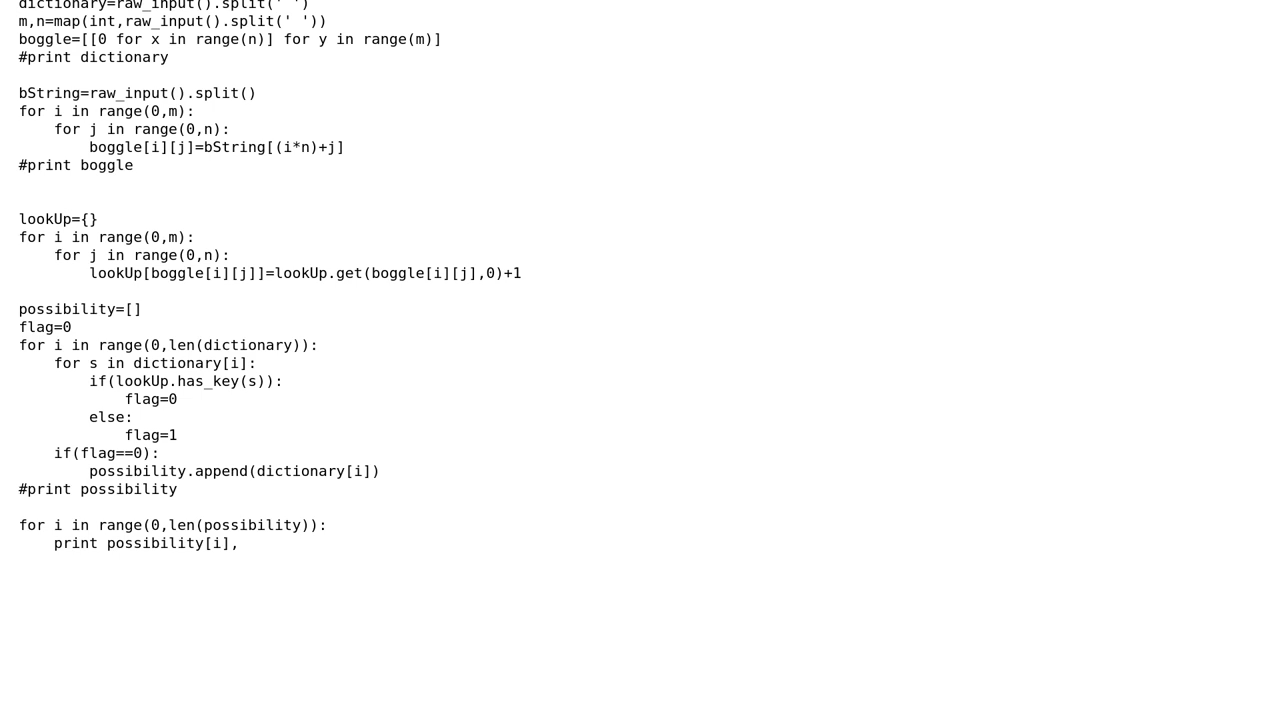 dictionary=raw_input().split(' ')
m,n=map(int,raw_input().split(' '))
boggle=[[0 for x in range(n)] for y in range(m)]
#print dictionary
bString=raw_input().split()
for i in range(0,m):
    for j in range(0,n):
        boggle[i][j]=bString[(i*n)+j]
#print boggle
lookUp={}
for i in range(0,m):
    for j in range(0,n):
        lookUp[boggle[i][j]]=lookUp.get(boggle[i][j],0)+1
possibility=[]
flag=0
for i in range(0,len(dictionary)):
    for s in dictionary[i]:
        if(lookUp.has_key(s)):
            flag=0
        else:
            flag=1
    if(flag==0):
        possibility.append(dictionary[i])
#print possibility
for i in range(0,len(possibility)):
    print possibility[i],